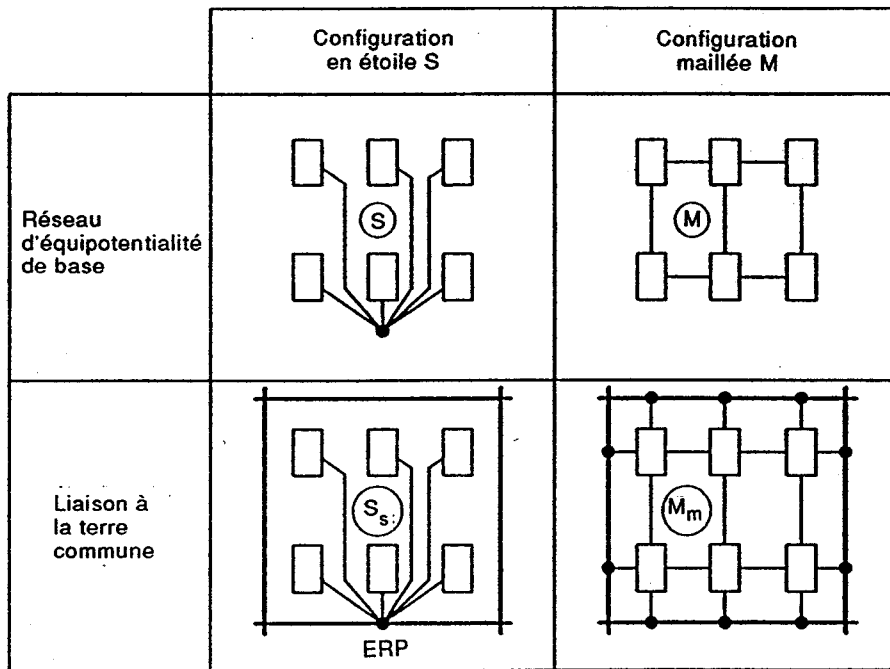 Configuration
en étoile S
Configuration
maillée M
Réseau
d'équipotentialité
de base
S
M
Liaison à
la terre
commune
Ss
Mm
ERP